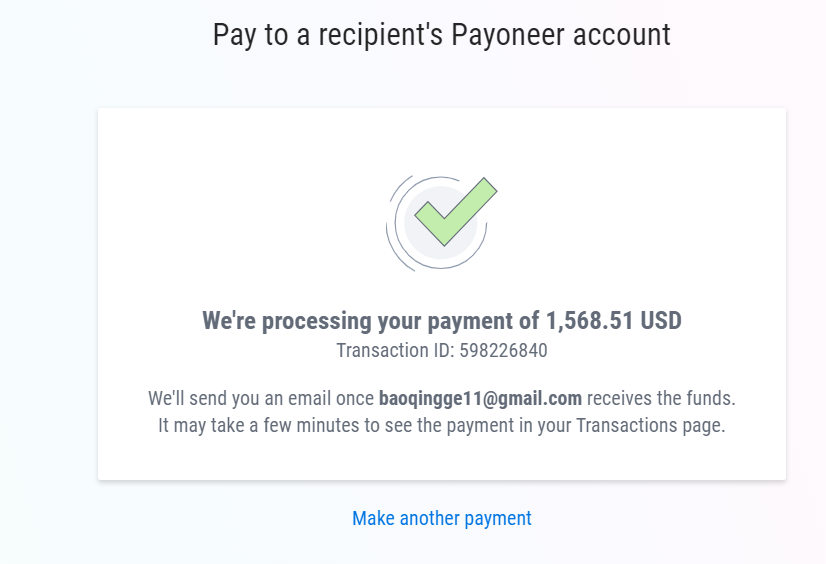 Pay to a recipient's Payoneer account
We're processing your payment of 1,568.51 USD
Transaction ID: 598226840
We'll send you an email once baoqingge11@gmail.com receives the funds.
It may take a few minutes to see the payment in your Transactions page.
Make another payment